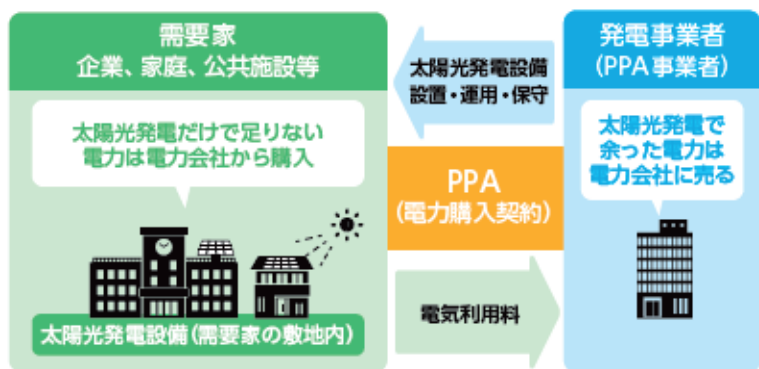 需要家
企業、家庭、公共施設等
太陽光発電だけで足りない
電力は電力会社から購入
太陽光発電設備(需要家の敷地内)
太陽光発電設備
設置・運用・保守
PPA
(電力購入契約)
電気利用料
発電事業者
(PPA事業者)
太陽光発電で
余った電力は
電力会社に売る